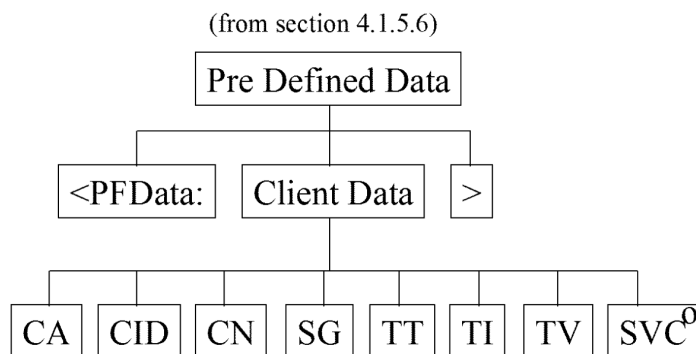 (from section 4.1.5.6)
Pre Defined Data
<PFData: Client Data >
CA CID CN SG TT TI TV SVC o